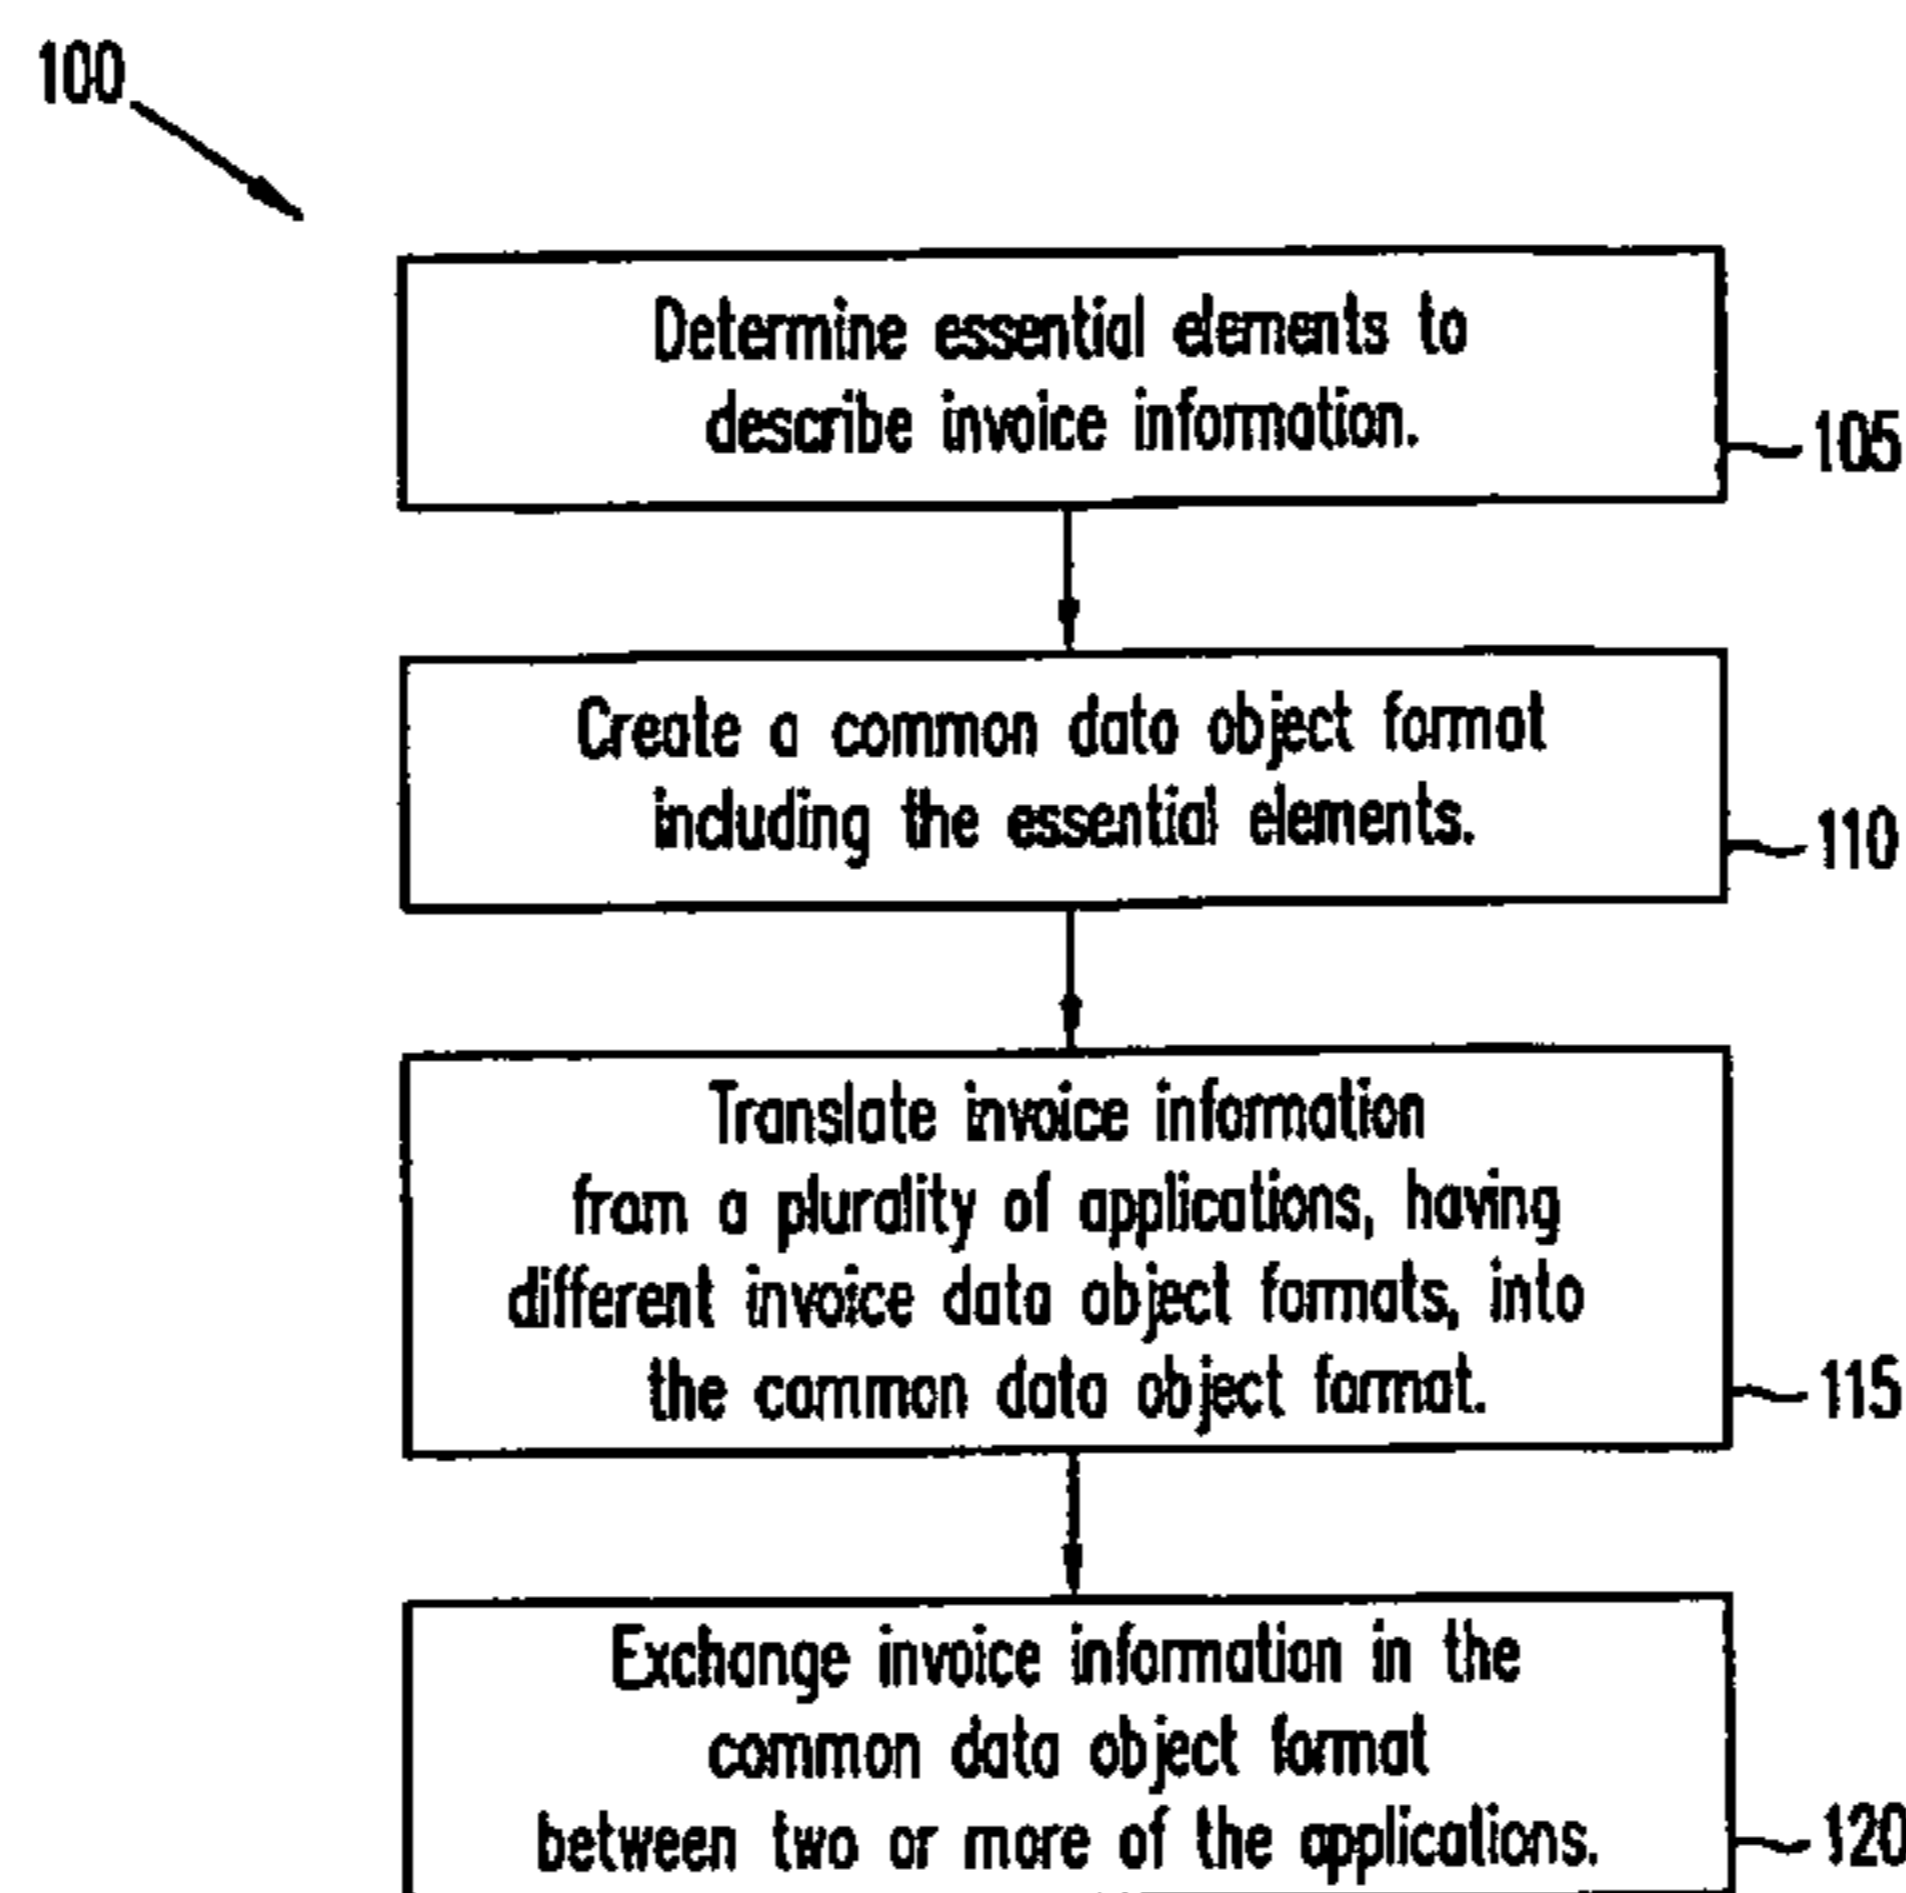 100
Determine essential elements to
describe invoice information.
105
Create a common data object format
including the essential elements.
110
Translate invoice information
from a plurality of applications, having
different invoice data object formats, into
the common data object format.
115
Exchange invoice information in the
common data object format
between two or more of the applications.
120